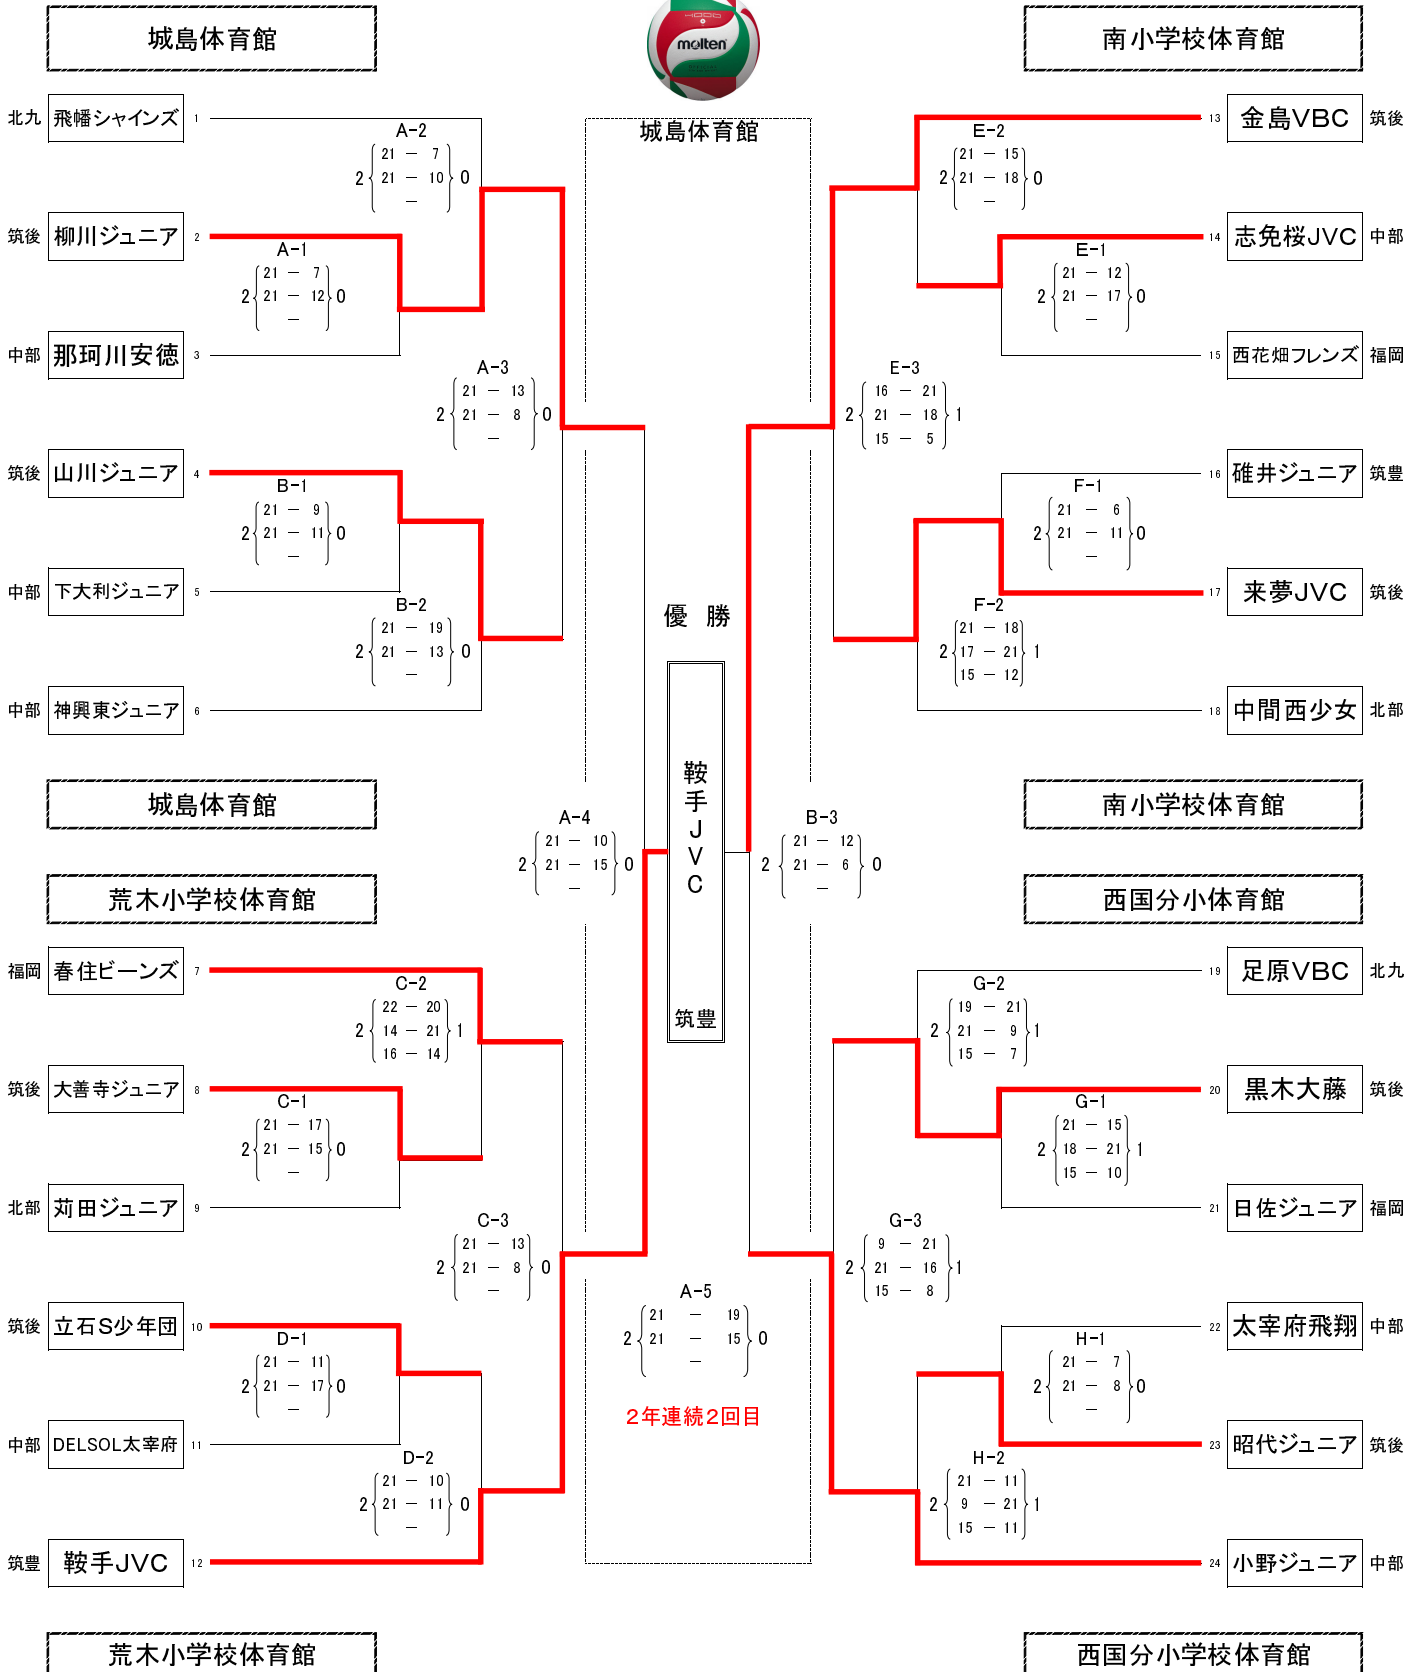 城島体育館
南小学校体育館
4000
molten
城島体育館
北九 飛幡シャインズ 1
A-2
21 － 7
2 21 － 10 0
－
筑後 柳川ジュニア 2
A-1
21 － 7
2 21 － 12 0
－
中部 那珂川安徳 3
A-3
21 － 13
2 21 － 8 0
－
筑後 山川ジュニア 4
B-1
21 － 9
2 21 － 11 0
－
中部 下大利ジュニア 5
B-2
21 － 19
2 21 － 13 0
－
中部 神興東ジュニア 6
城島体育館
13 金島VBC 筑後
E-2
21 － 15
2 21 － 18 0
－
14 志免桜JVC 中部
E-1
21 － 12
2 21 － 17 0
－
15 西花畑フレンズ 福岡
E-3
16 － 21
2 21 － 18 1
15 － 5
16 碓井ジュニア 筑豊
F-1
21 － 6
2 21 － 11 0
－
17 来夢JVC 筑後
F-2
21 － 18
2 17 － 21 1
15 － 12
18 中間西少女 北部
南小学校体育館
優 勝
鞍手JVC
筑豊
A-4
21 － 10
2 21 － 15 0
－
B-3
21 － 12
2 21 － 6 0
－
荒木小学校体育館
福岡 春住ビーンズ 7
C-2
22 － 20
2 14 － 21 1
16 － 14
筑後 大善寺ジュニア 8
C-1
21 － 17
2 21 － 15 0
－
北部 苅田ジュニア 9
C-3
21 － 13
2 21 － 8 0
－
筑後 立石S少年団 10
D-1
21 － 11
2 21 － 17 0
－
中部 DELSOL太宰府 11
D-2
21 － 10
2 21 － 11 0
－
筑豊 鞍手JVC 12
荒木小学校体育館
A-5
21 － 19
2 21 － 15 0
－
2年連続2回目
西国分小体育館
19 足原VBC 北九
G-2
19 － 21
2 21 － 9 1
15 － 7
20 黒木大藤 筑後
G-1
21 － 15
2 18 － 21 1
15 － 10
21 日佐ジュニア 福岡
G-3
9 － 21
2 21 － 16 1
15 － 8
22 太宰府飛翔 中部
H-1
21 － 7
2 21 － 8 0
－
23 昭代ジュニア 筑後
H-2
21 － 11
2 9 － 21 1
15 － 11
24 小野ジュニア 中部
西国分小学校体育館